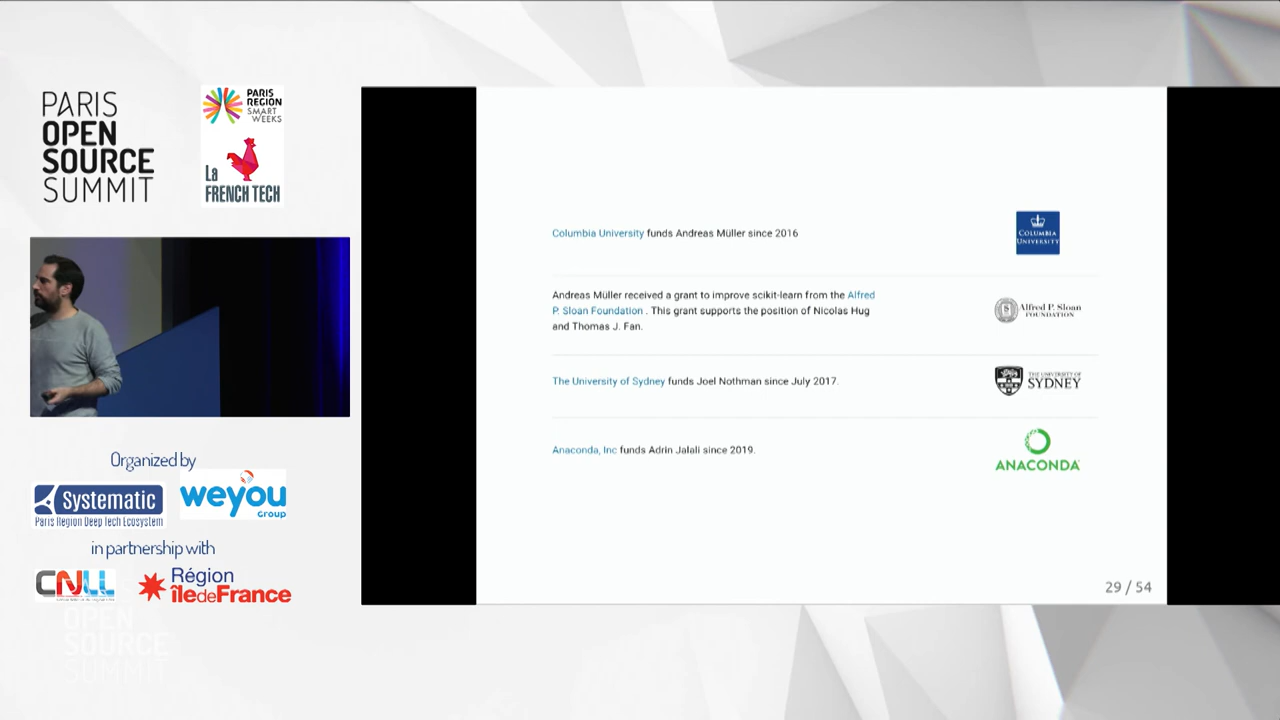 PARIS
OPEN
SOURCE
SUMMIT
PARIS
REGION
SMART
WEEKS
La
FRENCH TECH
Organized by
Systematic
Paris Region Deep Tech Ecosystem
weyou
GROUP
in partnership with
CNLL
Région
îledeFrance
OPEN
SOURCE
SUMMIT
Columbia University funds Andreas Müller since 2016
COLUMBIA
UNIVERSITY
Andreas Müller received a grant to improve scikit-learn from the Alfred
P. Sloan Foundation . This grant supports the position of Nicolas Hug
and Thomas J. Fan.
Alfred P. Sloan
FOUNDATION
The University of Sydney funds Joel Nothman since July 2017.
THE UNIVERSITY OF
SYDNEY
Anaconda, Inc funds Adrin Jalali since 2019.
ANACONDA
29 / 54